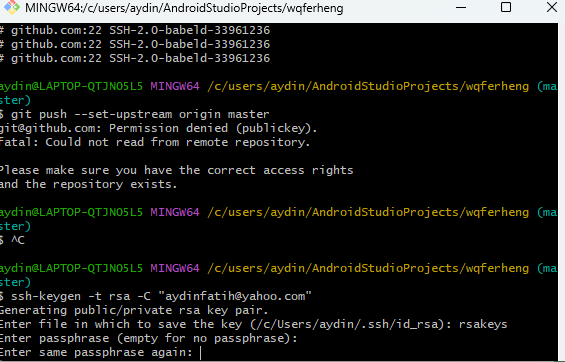 MINGW64:/c/users/aydin/AndroidStudioProjects/wqferheng
# github.com:22 SSH-2.0-babeld-33961236
# github.com:22 SSH-2.0-babeld-33961236
# github.com:22 SSH-2.0-babeld-33961236
aydin@LAPTOP-QTJNO5L5 MINGW64 /c/users/aydin/AndroidStudioProjects/wqferheng (ma
ster)
$ git push --set-upstream origin master
git@github.com: Permission denied (publickey).
fatal: Could not read from remote repository.
Please make sure you have the correct access rights
and the repository exists.
aydin@LAPTOP-QTJNO5L5 MINGW64 /c/users/aydin/AndroidStudioProjects/wqferheng (ma
ster)
$ ^C
aydin@LAPTOP-QTJNO5L5 MINGW64 /c/users/aydin/AndroidStudioProjects/wqferheng (ma
ster)
$ ssh-keygen -t rsa -C "aydinfatih@yahoo.com"
Generating public/private rsa key pair.
Enter file in which to save the key (/c/Users/aydin/.ssh/id_rsa): rsakeys
Enter passphrase (empty for no passphrase):
Enter same passphrase again: